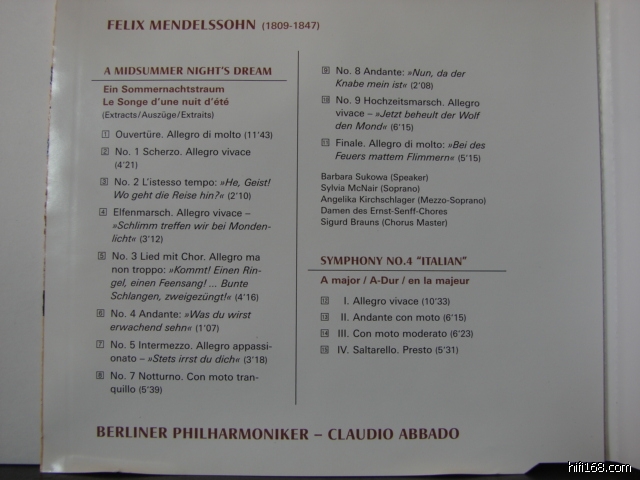 FELIX MENDELSSOHN (1809-1847)
A MIDSUMMER NIGHT'S DREAM
Ein Sommernachtstraum
Le Songe d'une nuit d'été
(Extracts/Auszüge/Extraits)
1 Ouvertüre. Allegro di molto (11'43)
2 No. 1 Scherzo. Allegro vivace
(4'21)
3 No. 2 L'istesso tempo: »He, Geist!
Wo geht die Reise hin?« (2'10)
4 Elfenmarsch. Allegro vivace –
»Schlimm treffen wir bei Monden-
licht« (3'12)
5 No. 3 Lied mit Chor. Allegro ma
non troppo: »Kommt! Einen Rin-
gel, einen Feensang! ... Bunte
Schlangen, zweigezüngt!« (4'16)
6 No. 4 Andante: »Was du wirst
erwachend sehn« (1'07)
7 No. 5 Intermezzo. Allegro appassi-
onato – »Stets irrst du dich« (3'18)
8 No. 7 Notturno. Con moto tran-
quillo (5'39)
9 No. 8 Andante: »Nun, da der
Knabe mein ist« (2'08)
10 No. 9 Hochzeitsmarsch. Allegro
vivace – »Jetzt beheult der Wolf
den Mond« (6'15)
11 Finale. Allegro di molto: »Bei des
Feuers mattem Flimmern« (5'15)
Barbara Sukowa (Speaker)
Sylvia McNair (Soprano)
Angelika Kirchschlager (Mezzo-Soprano)
Damen des Ernst-Senff-Chores
Sigurd Brauns (Chorus Master)
SYMPHONY NO.4 "ITALIAN"
A major / A-Dur / en la majeur
12 I. Allegro vivace (10'33)
13 II. Andante con moto (6'15)
14 III. Con moto moderato (6'23)
15 IV. Saltarello. Presto (5'31)
BERLINER PHILHARMONIKER – CLAUDIO ABBADO
hifi168.com